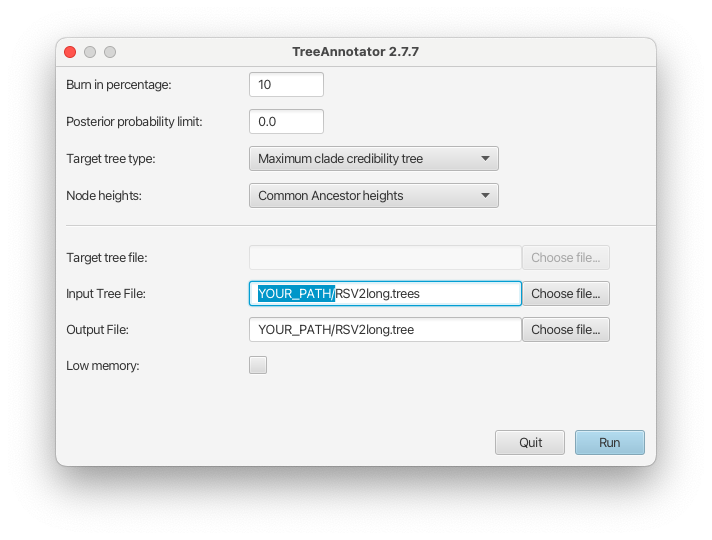 TreeAnnotator 2.7.7
Burn in percentage: 10
Posterior probability limit: 0.0
Target tree type: Maximum clade credibility tree
Node heights: Common Ancestor heights
Target tree file: Choose file...
Input Tree File: YOUR_PATH/RSV2long.trees Choose file...
Output File: YOUR_PATH/RSV2long.tree Choose file...
Low memory:
Quit Run